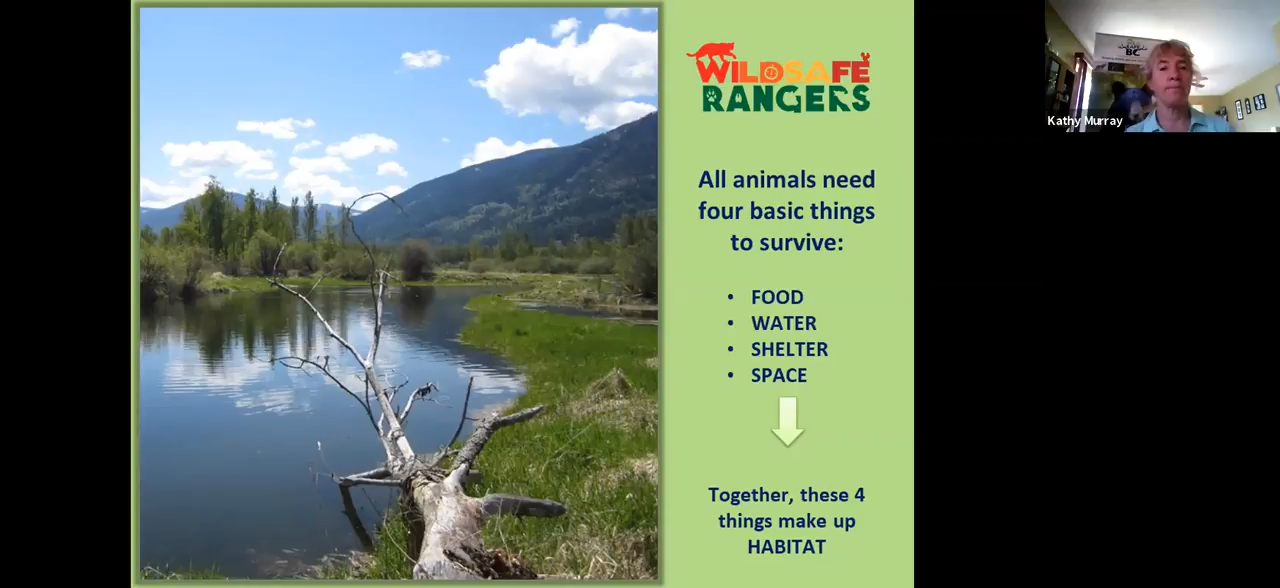 WILDSAFE
RANGERS
All animals need
four basic things
to survive:
• FOOD
• WATER
• SHELTER
• SPACE
Together, these 4
things make up
HABITAT
BC
Kathy Murray